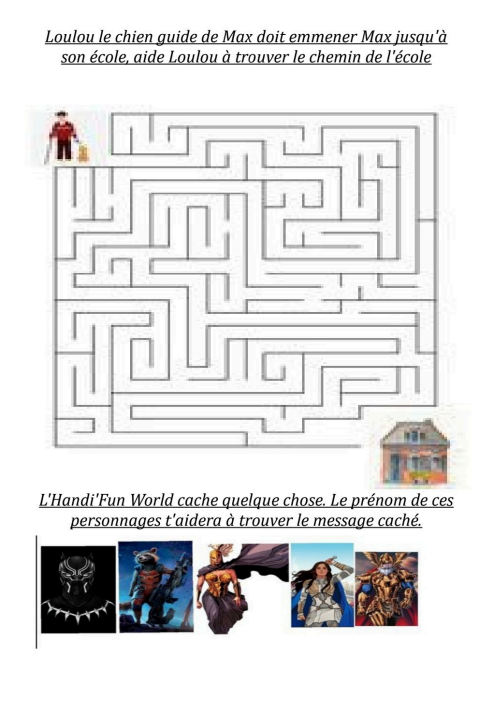 Loulou le chien guide de Max doit emmener Max jusqu'à
son école, aide Loulou à trouver le chemin de l'école
L'Handi'Fun World cache quelque chose. Le prénom de ces
personnages t'aidera à trouver le message caché.